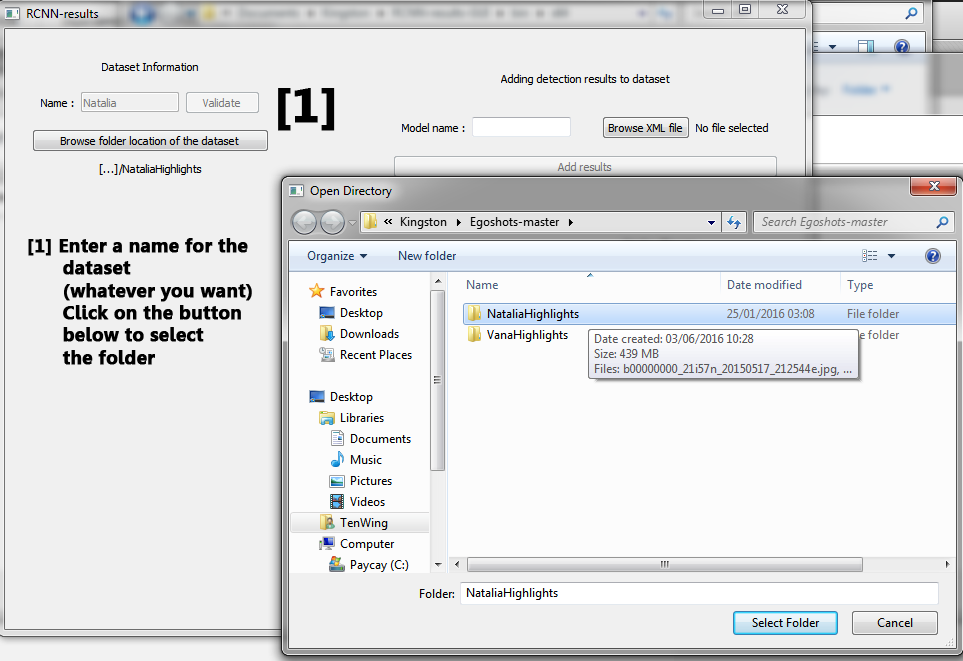 RCNN-results
Dataset Information
Name : Natalia Validate
Browse folder location of the dataset
[...]/NataliaHighlights
[1]
Adding detection results to dataset
Model name :
Browse XML file No file selected
Add results
[1] Enter a name for the
dataset
(whatever you want)
Click on the button
below to select
the folder
Open Directory
« Kingston Egoshots-master
Search Egoshots-master
Organize New folder
Favorites
Desktop
Downloads
Recent Places
Desktop
Libraries
Documents
Music
Pictures
Videos
TenWing
Computer
Paycay (C:)
Name Date modified Type
NataliaHighlights 25/01/2016 03:08 File folder
VanaHighlights e folder
Date created: 03/06/2016 10:28
Size: 439 MB
Files: b00000000_21i57n_20150517_212544e.jpg, ...
Folder: NataliaHighlights
Select Folder Cancel